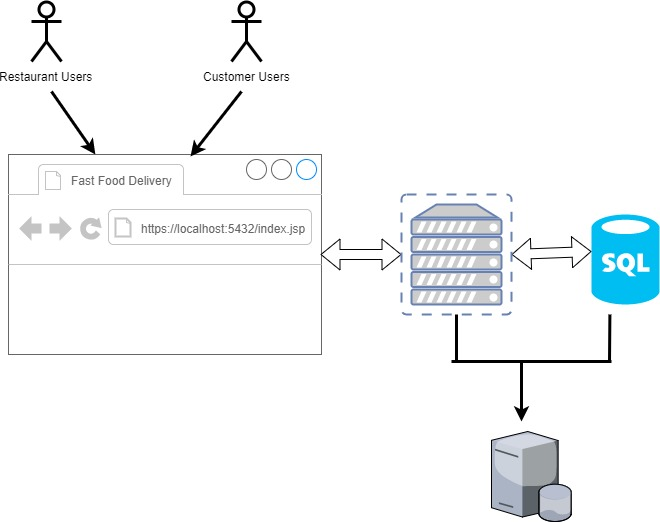 Restaurant Users
Customer Users
Fast Food Delivery
https://localhost:5432/index.jsp
SQL